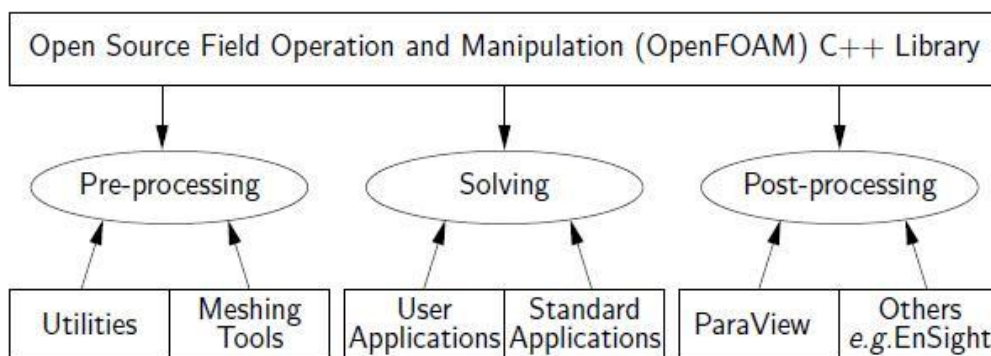 Open Source Field Operation and Manipulation (OpenFOAM) C++ Library
Pre-processing
Solving
Post-processing
Utilities
Meshing
Tools
User
Applications
Standard
Applications
ParaView
Others
e.g.EnSight